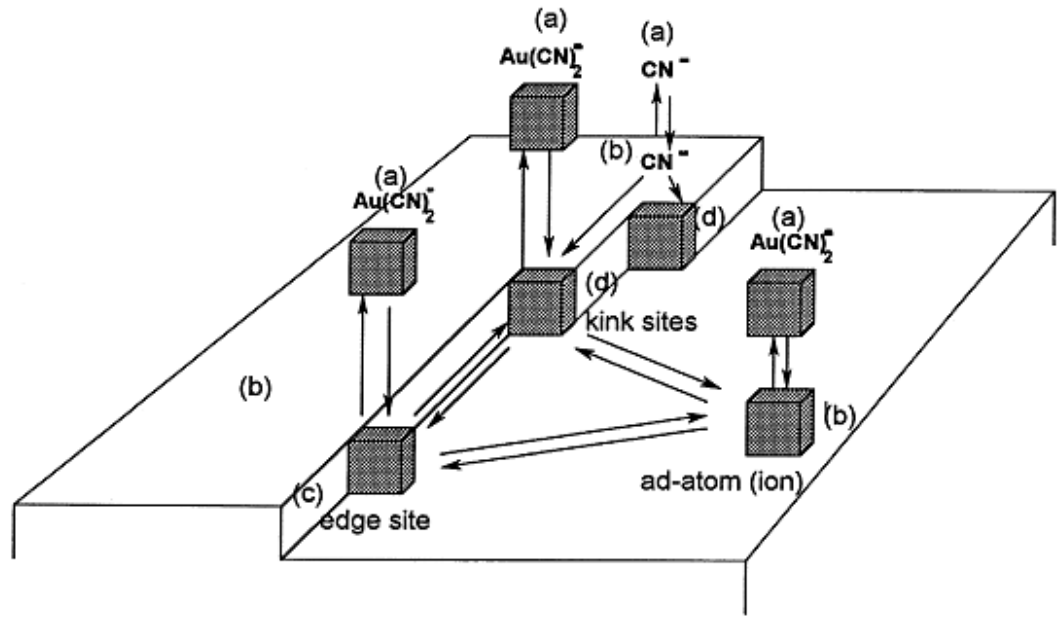 (a)
Au(CN)₂⁻
(a)
CN⁻
(b)
CN⁻
(a)
Au(CN)₂⁻
(d)
(a)
Au(CN)₂⁻
(d)
kink sites
(b)
(b)
(c)
edge site
ad-atom (ion)